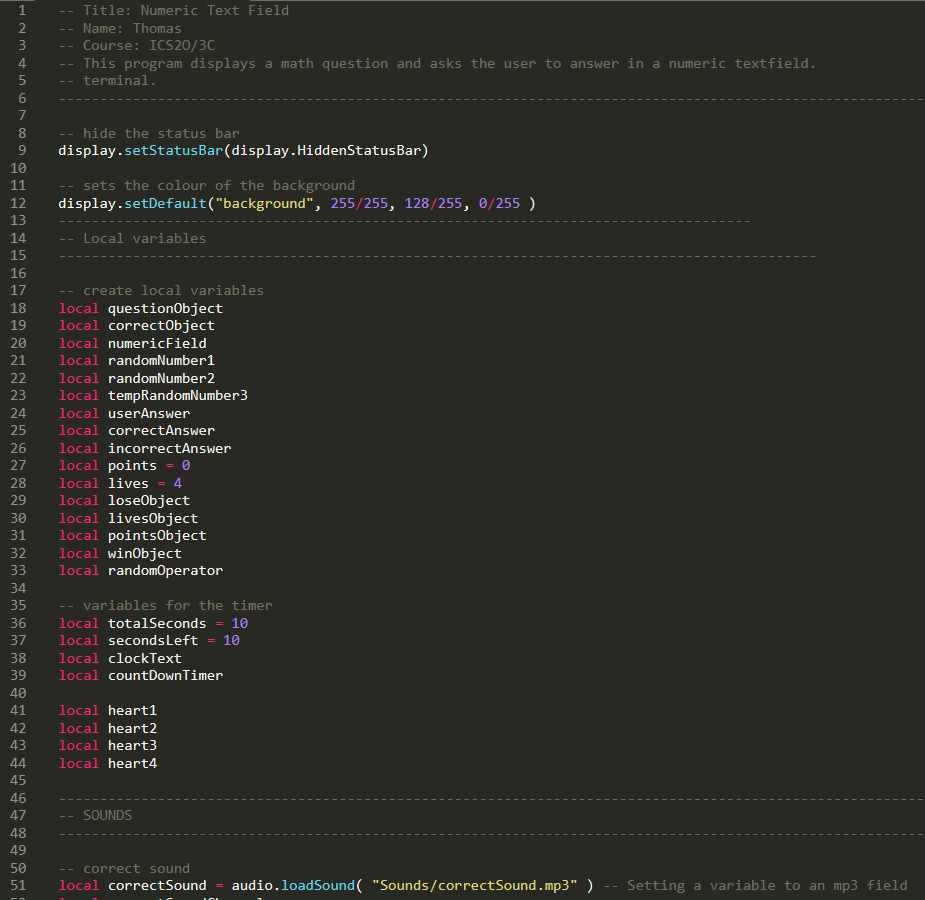 1 -- Title: Numeric Text Field
2 -- Name: Thomas
3 -- Course: ICS2O/3C
4 -- This program displays a math question and asks the user to answer in a numeric textfield.
5 -- terminal.
6 ---------------------------------------------------------------------------------------------------------
7
8 -- hide the status bar
9 display.setStatusBar(display.HiddenStatusBar)
10
11 -- sets the colour of the background
12 display.setDefault("background", 255/255, 128/255, 0/255 )
13 ------------------------------------------------------------------------------------
14 -- Local variables
15 --------------------------------------------------------------------------------------------
16
17 -- create local variables
18 local questionObject
19 local correctObject
20 local numericField
21 local randomNumber1
22 local randomNumber2
23 local tempRandomNumber3
24 local userAnswer
25 local correctAnswer
26 local incorrectAnswer
27 local points = 0
28 local lives = 4
29 local loseObject
30 local livesObject
31 local pointsObject
32 local winObject
33 local randomOperator
34
35 -- variables for the timer
36 local totalSeconds = 10
37 local secondsLeft = 10
38 local clockText
39 local countDownTimer
40
41 local heart1
42 local heart2
43 local heart3
44 local heart4
45
46 ---------------------------------------------------------------------------------------------------------
47 -- SOUNDS
48 ---------------------------------------------------------------------------------------------------------
49
50 -- correct sound
51 local correctSound = audio.loadSound( "Sounds/correctSound.mp3" ) -- Setting a variable to an mp3 field